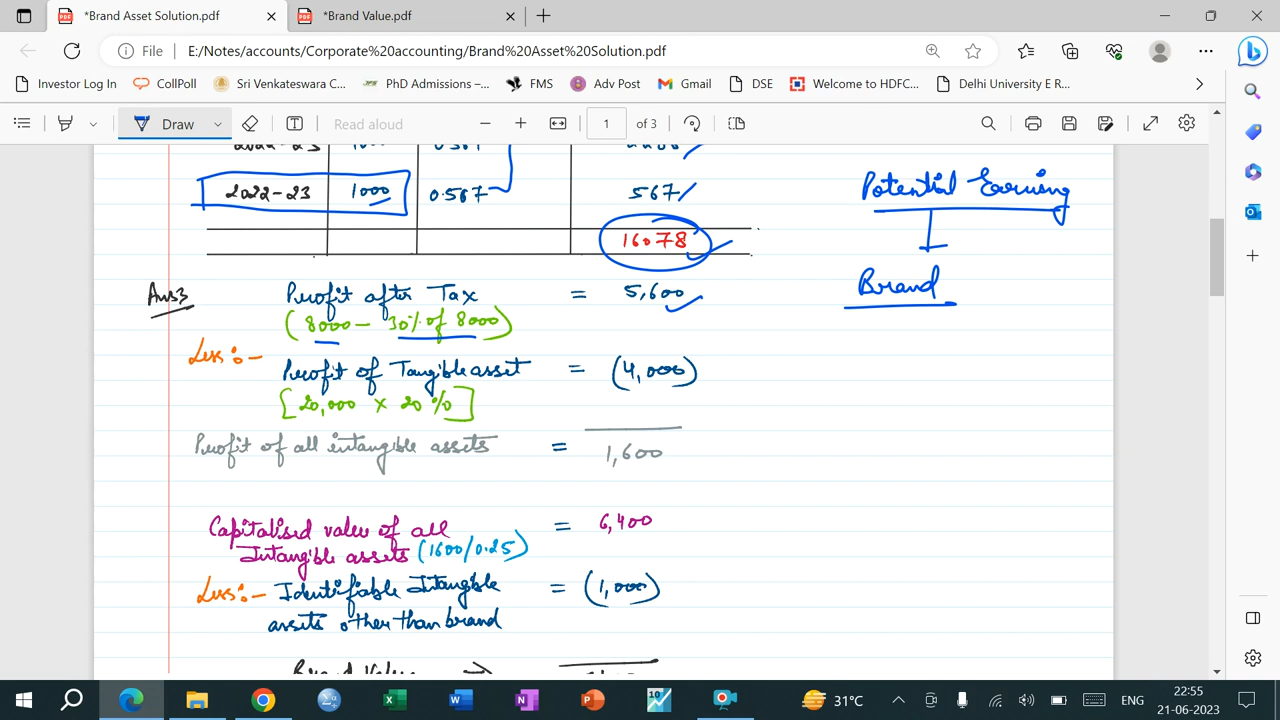 *Brand Asset Solution.pdf
*Brand Value.pdf
File E:/Notes/accounts/Corporate%20accounting/Brand%20Asset%20Solution.pdf
Investor Log In CollPoll Sri Venkateswara C... PhD Admissions –... FMS Adv Post Gmail DSE Welcome to HDFC... Delhi University E R...
Draw Read aloud 1 of 3
2022-23 1000 0.567 567
16078
Potential Earning
Brand
Ans3 Profit after Tax = 5,600
(8000 – 30% of 8000)
Less:-
Profit of Tangible asset = (4,000)
[20,000 × 20%]
Profit of all intangible assets = 1,600
Capitalised value of all = 6,400
Intangible assets (1600/0.25)
Less:- Identifiable Intangible = (1,000)
assets other than brand
Brand Value
31°C ENG 22:55
21-06-2023